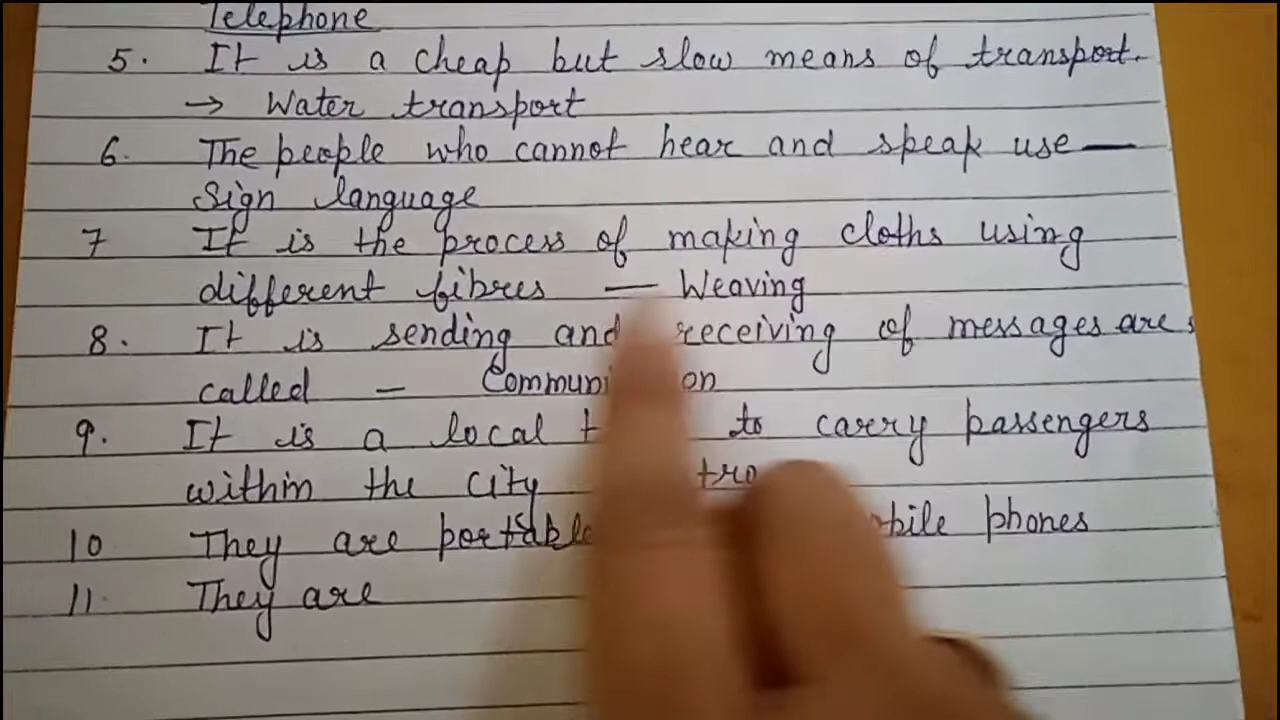 Telephone
5. It is a cheap but slow means of transport.
→ Water transport
6. The people who cannot hear and speak use —
Sign language
7 It is the process of making cloths using
different fibres — Weaving
8. It is sending and receiving of messages are
called — Communi on
9. It is a local t to carry passengers
within the city tro
10 They are portable bile phones
11. They are